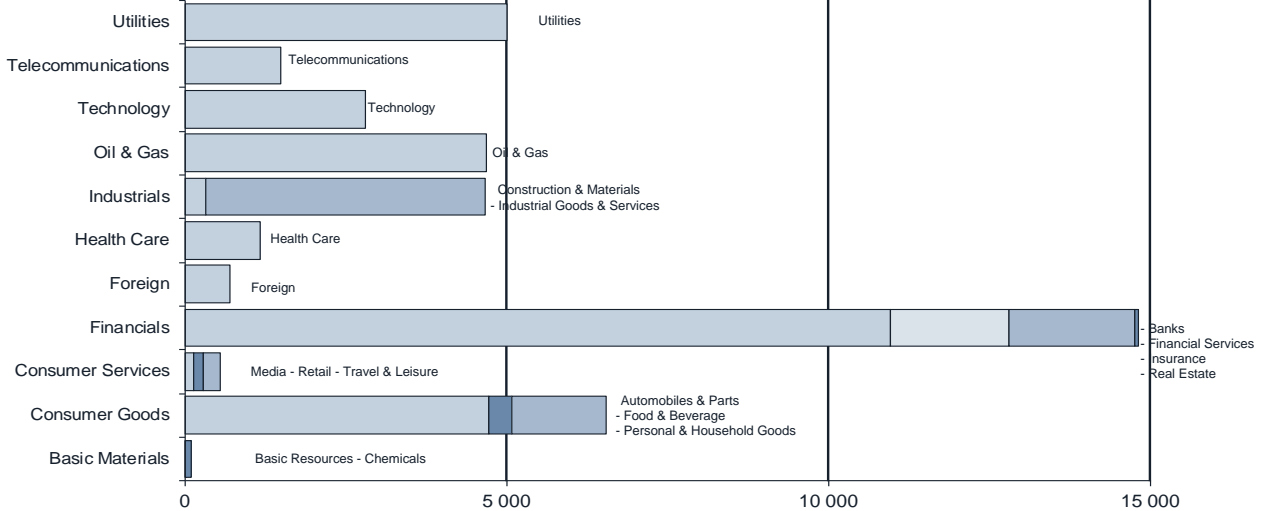 Utilities Utilities
Telecommunications Telecommunications
Technology Technology
Oil & Gas Oil & Gas
Industrials Construction & Materials
- Industrial Goods & Services
Health Care Health Care
Foreign Foreign
Financials - Banks
- Financial Services
- Insurance
- Real Estate
Consumer Services Media - Retail - Travel & Leisure
Consumer Goods Automobiles & Parts
- Food & Beverage
- Personal & Household Goods
Basic Materials Basic Resources - Chemicals
0 5 000 10 000 15 000